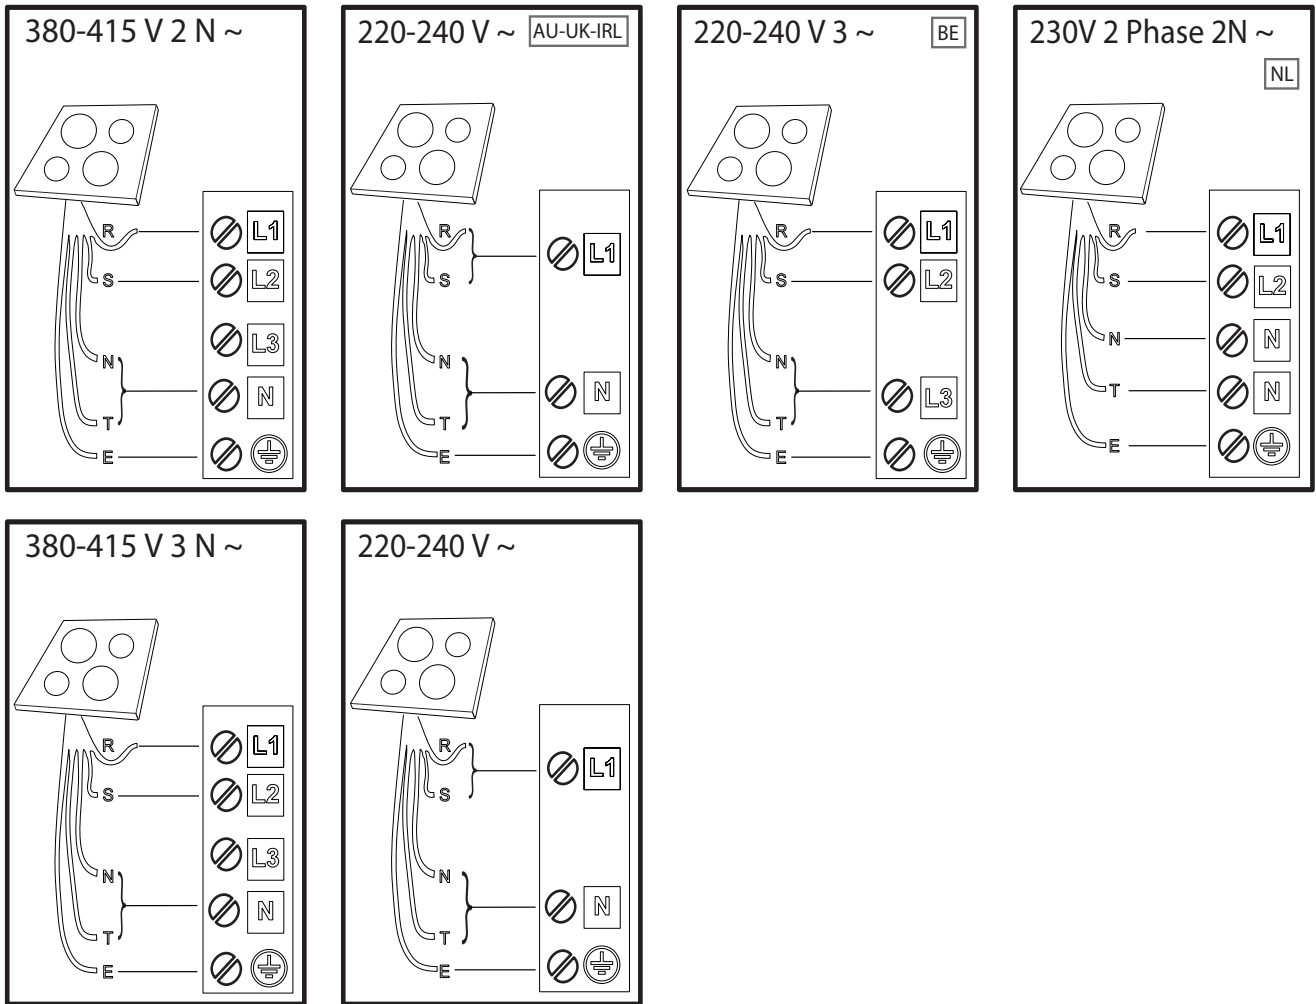 380-415 V 2 N ~
R L1
S L2
L3
N
N
T
E
220-240 V ~ AU-UK-IRL
R
L1
S
N
N
T
E
220-240 V 3 ~ BE
R L1
S L2
N
L3
T
E
230V 2 Phase 2N ~
NL
R L1
S L2
N N
T N
E
380-415 V 3 N ~
R L1
S L2
L3
N
N
T
E
220-240 V ~
R
L1
S
N
N
T
E